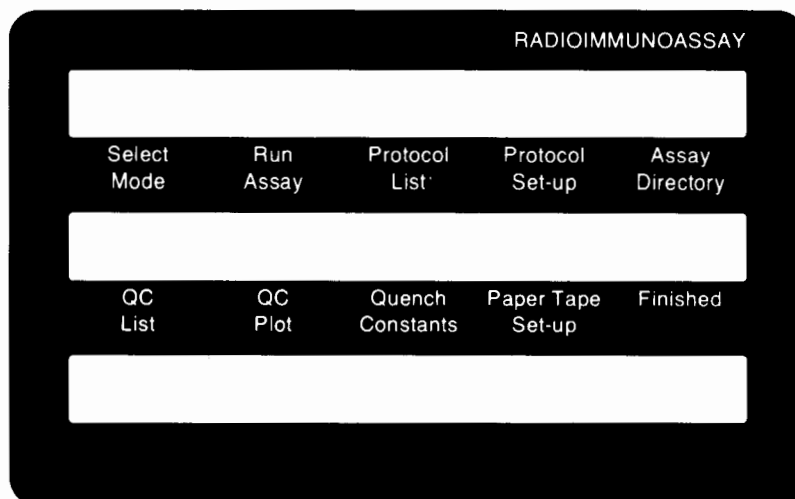 RADIOIMMUNOASSAY
Select Mode
Run Assay
Protocol List
Protocol Set-up
Assay Directory
QC List
QC Plot
Quench Constants
Paper Tape Set-up
Finished